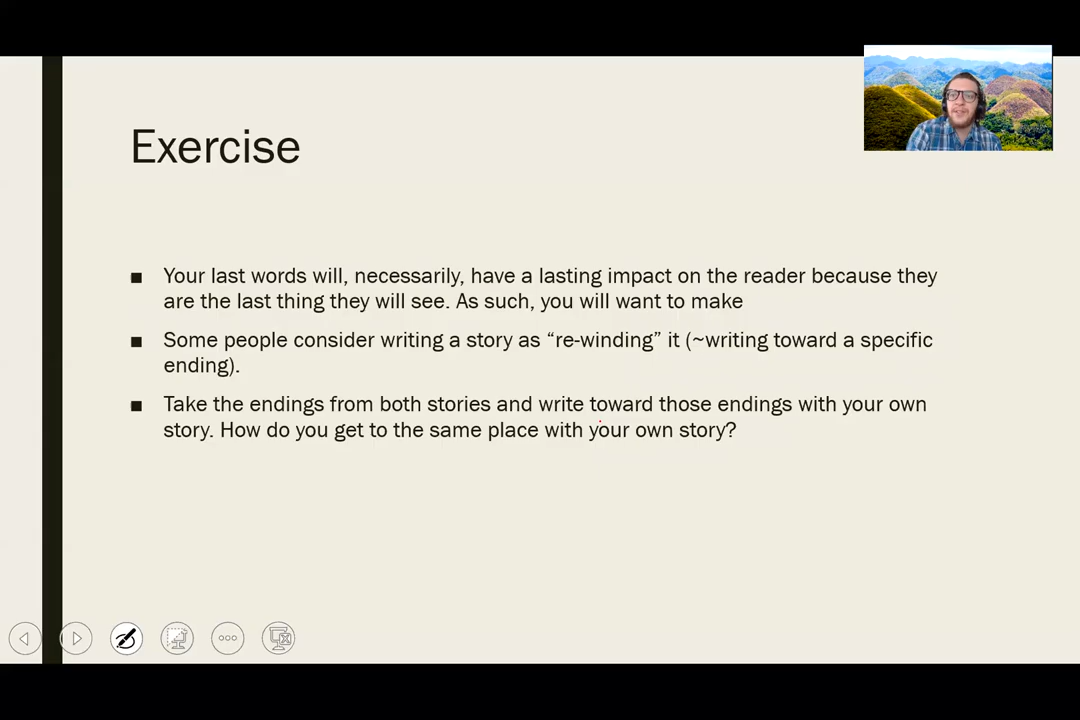 Exercise
■ Your last words will, necessarily, have a lasting impact on the reader because they
are the last thing they will see. As such, you will want to make
■ Some people consider writing a story as “re-winding” it (~writing toward a specific
ending).
■ Take the endings from both stories and write toward those endings with your own
story. How do you get to the same place with your own story?